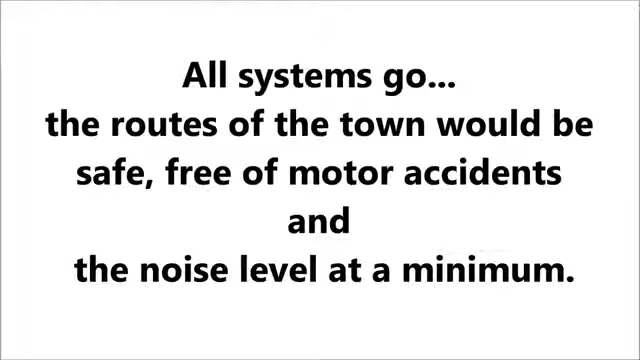 All systems go...
the routes of the town would be
safe, free of motor accidents
and
the noise level at a minimum.